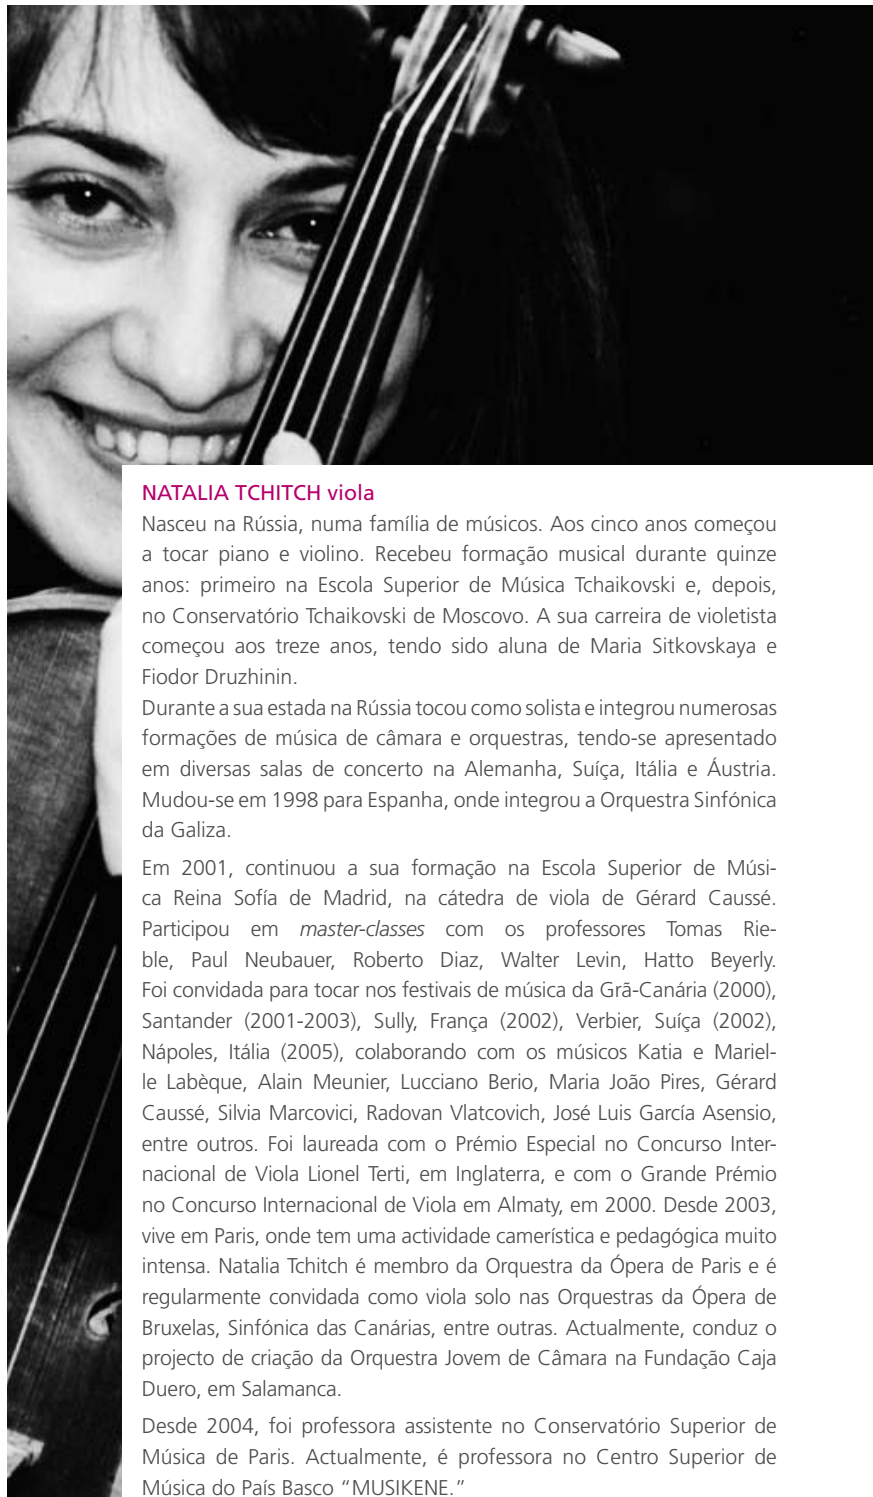 NATALIA TCHITCH viola
Nasceu na Rússia, numa família de músicos. Aos cinco anos começou
a tocar piano e violino. Recebeu formação musical durante quinze
anos: primeiro na Escola Superior de Música Tchaikovski e, depois,
no Conservatório Tchaikovski de Moscovo. A sua carreira de violetista
começou aos treze anos, tendo sido aluna de Maria Sitkovskaya e
Fiodor Druzhinin.
Durante a sua estada na Rússia tocou como solista e integrou numerosas
formações de música de câmara e orquestras, tendo-se apresentado
em diversas salas de concerto na Alemanha, Suíça, Itália e Áustria.
Mudou-se em 1998 para Espanha, onde integrou a Orquestra Sinfónica
da Galiza.
Em 2001, continuou a sua formação na Escola Superior de Músi-
ca Reina Sofía de Madrid, na cátedra de viola de Gérard Caussé.
Participou em master-classes com os professores Tomas Rie-
ble, Paul Neubauer, Roberto Diaz, Walter Levin, Hatto Beyerly.
Foi convidada para tocar nos festivais de música da Grã-Canária (2000),
Santander (2001-2003), Sully, França (2002), Verbier, Suíça (2002),
Nápoles, Itália (2005), colaborando com os músicos Katia e Mariel-
le Labèque, Alain Meunier, Lucciano Berio, Maria João Pires, Gérard
Caussé, Silvia Marcovici, Radovan Vlatcovich, José Luis García Asensio,
entre outros. Foi laureada com o Prémio Especial no Concurso Inter-
nacional de Viola Lionel Terti, em Inglaterra, e com o Grande Prémio
no Concurso Internacional de Viola em Almaty, em 2000. Desde 2003,
vive em Paris, onde tem uma actividade camerística e pedagógica muito
intensa. Natalia Tchitch é membro da Orquestra da Ópera de Paris e é
regularmente convidada como viola solo nas Orquestras da Ópera de
Bruxelas, Sinfónica das Canárias, entre outras. Actualmente, conduz o
projecto de criação da Orquestra Jovem de Câmara na Fundação Caja
Duero, em Salamanca.
Desde 2004, foi professora assistente no Conservatório Superior de
Música de Paris. Actualmente, é professora no Centro Superior de
Música do País Basco “MUSIKENE.”